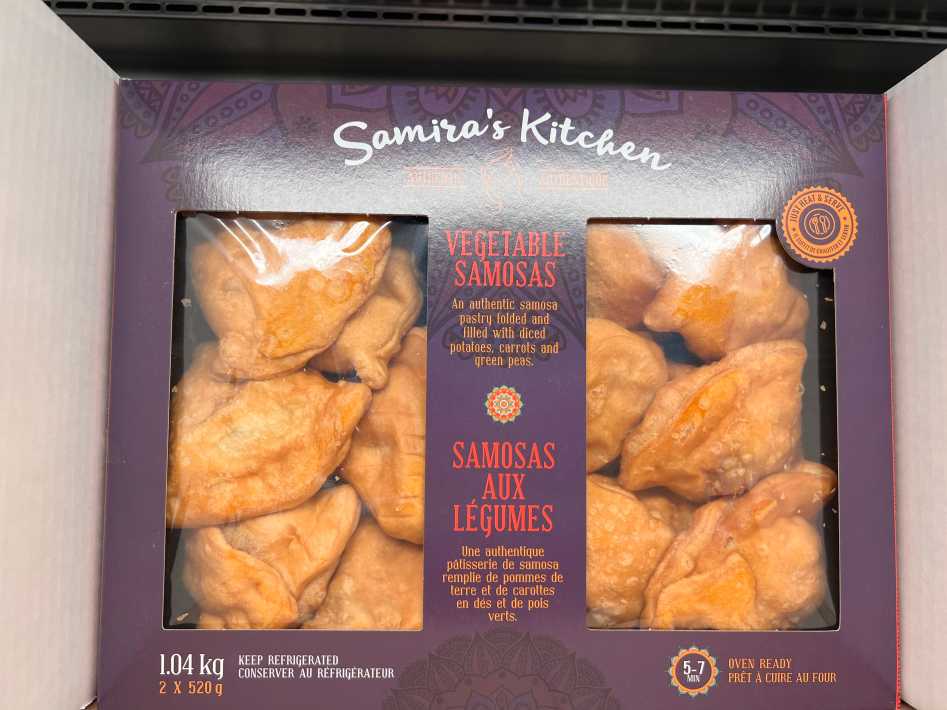 Samira's Kitchen
AUTHENTIC AUTHENTIQUE
JUST HEAT & SERVE
VEGETABLE
SAMOSAS
An authentic samosa
pastry folded and
filled with diced
potatoes, carrots and
green peas.
SAMOSAS
AUX
LÉGUMES
Une authentique
pâtisserie de samosa
remplie de pommes de
terre et de carottes
en dés et de pois
verts.
1.04 kg
2 X 520 g
KEEP REFRIGERATED
CONSERVER AU RÉFRIGÉRATEUR
5-7
MIN
OVEN READY
PRÊT À CUIRE AU FOUR